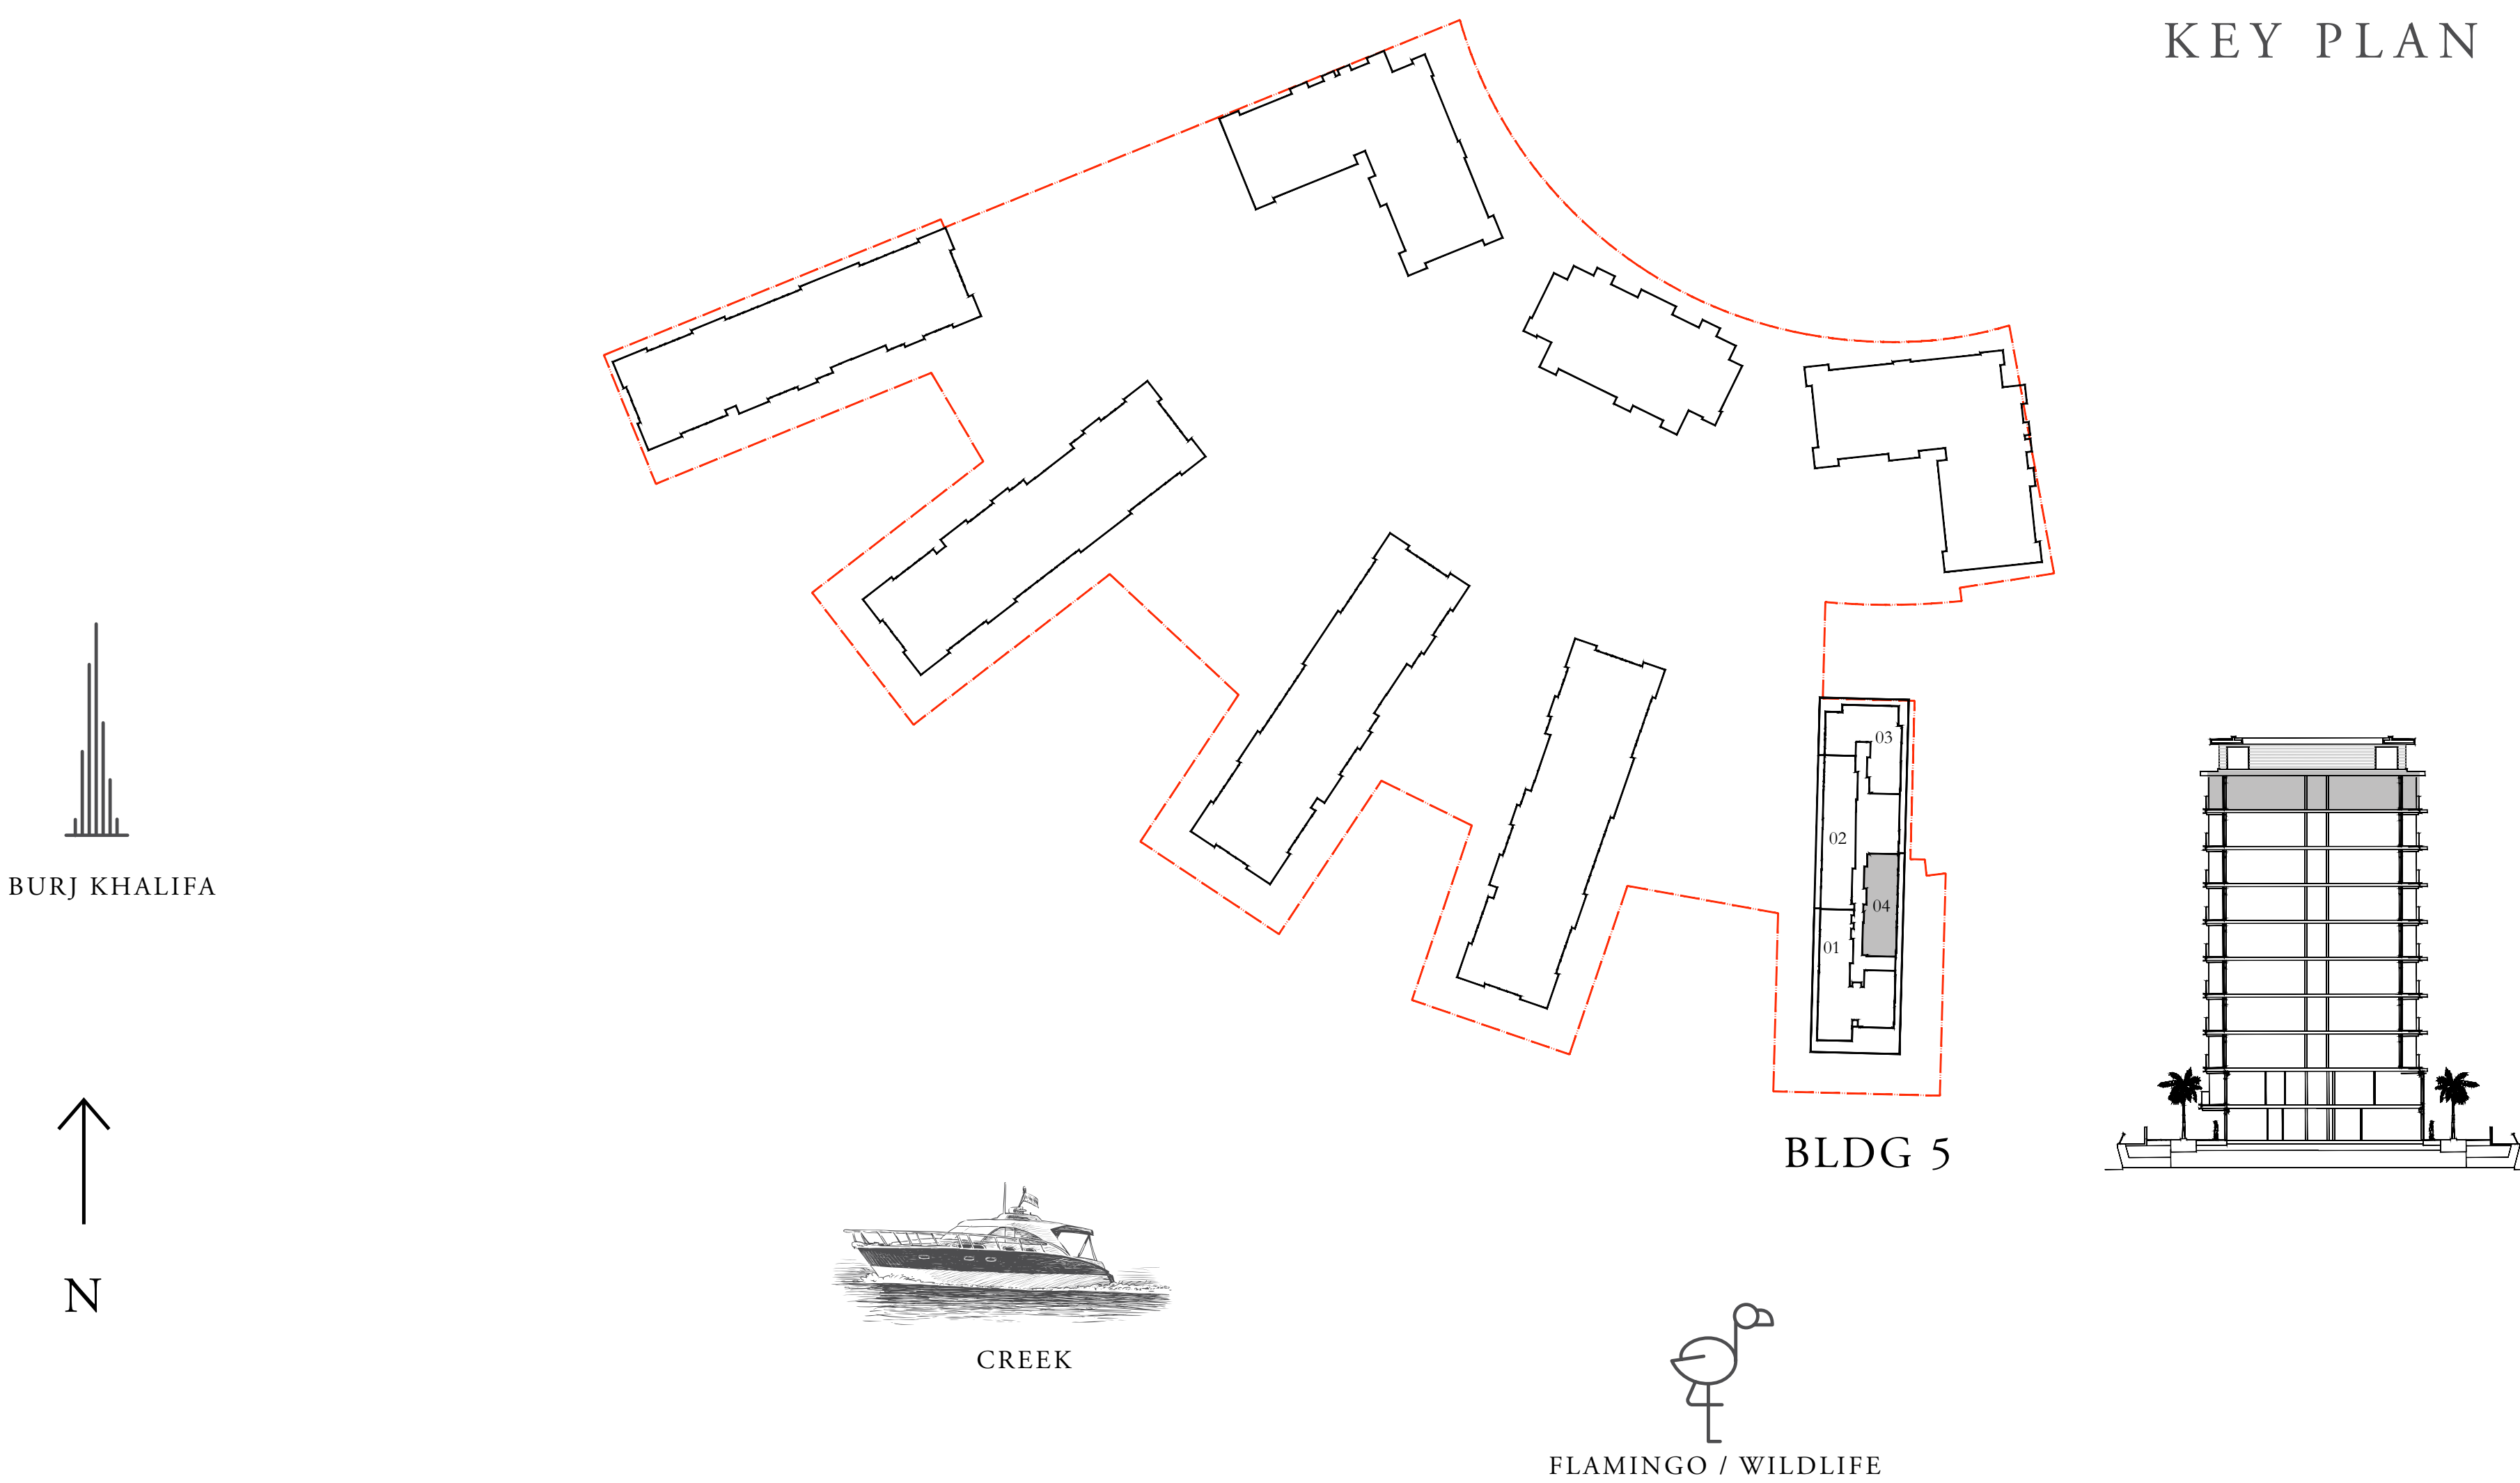 KEY PLAN
03
02
04
01
BURJ KHALIFA
BLDG 5
N
CREEK
FLAMINGO / WILDLIFE